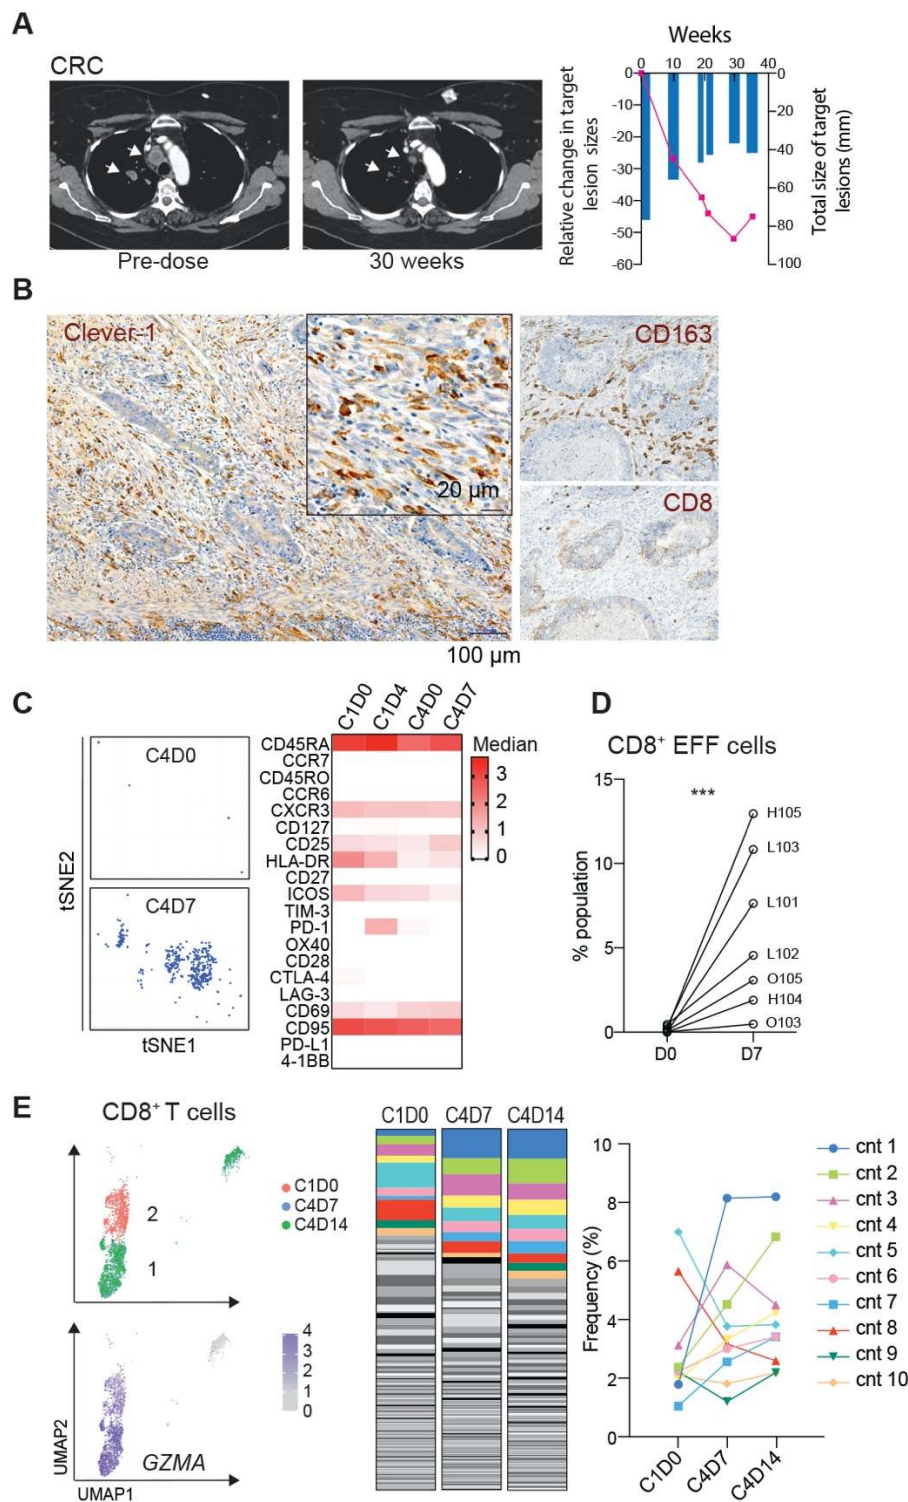 A
CRC
Pre-dose
30 weeks
Weeks
0 10 20 30 40
Relative change in target
lesion sizes
0
-10
-20
-30
-40
-50
-60
0
20
40
60
80
100
Total size of target
lesions (mm)
B
Clever-1
20 µm
100 µm
CD163
CD8
C
C4D0
C4D7
tSNE2
tSNE1
C1D0 C1D4 C4D0 C4D7
CD45RA
CCR7
CD45RO
CCR6
CXCR3
CD127
CD25
HLA-DR
CD27
ICOS
TIM-3
PD-1
OX40
CD28
CTLA-4
LAG-3
CD69
CD95
PD-L1
4-1BB
Median
3
2
1
0
D
CD8+ EFF cells
***
% population
15
10
5
0
D0 D7
H105
L103
L101
L102
O105
H104
O103
E
CD8+ T cells
2
1
C1D0
C4D7
C4D14
4
3
2
1
0
GZMA
UMAP2
UMAP1
C1D0 C4D7 C4D14
Frequency (%)
10
8
6
4
2
0
C1D0 C4D7 C4D14
cnt 1
cnt 2
cnt 3
cnt 4
cnt 5
cnt 6
cnt 7
cnt 8
cnt 9
cnt 10